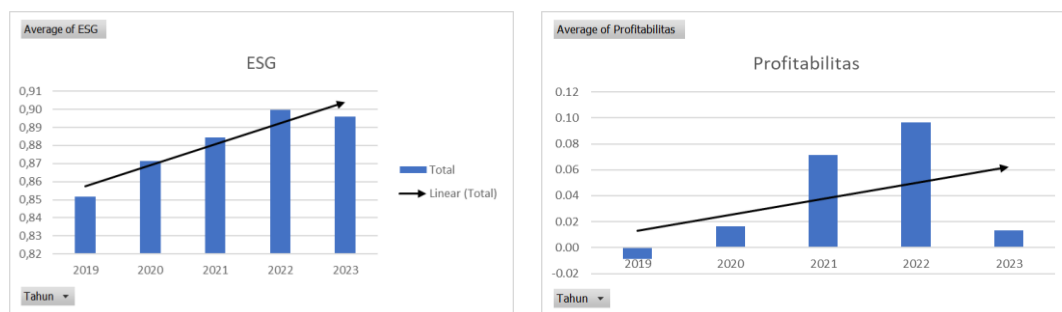 Average of ESG
ESG
0,91
0,90
0,89
0,88
0,87
0,86
0,85
0,84
0,83
0,82
2019 2020 2021 2022 2023
Total
Linear (Total)
Tahun
Average of Profitabilitas
Profitabilitas
0.12
0.10
0.08
0.06
0.04
0.02
0.00
-0.02
2019 2020 2021 2022 2023
Tahun